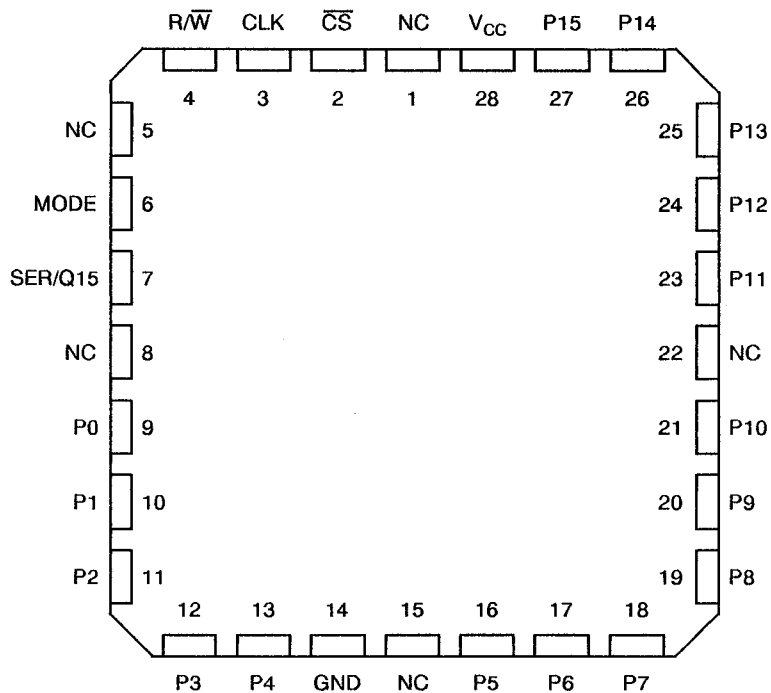 R/W̅ CLK C̅S̅ NC VCC P15 P14
4 3 2 1 28 27 26
NC 5 25 P13
MODE 6 24 P12
SER/Q15 7 23 P11
NC 8 22 NC
P0 9 21 P10
P1 10 20 P9
P2 11 19 P8
12 13 14 15 16 17 18
P3 P4 GND NC P5 P6 P7